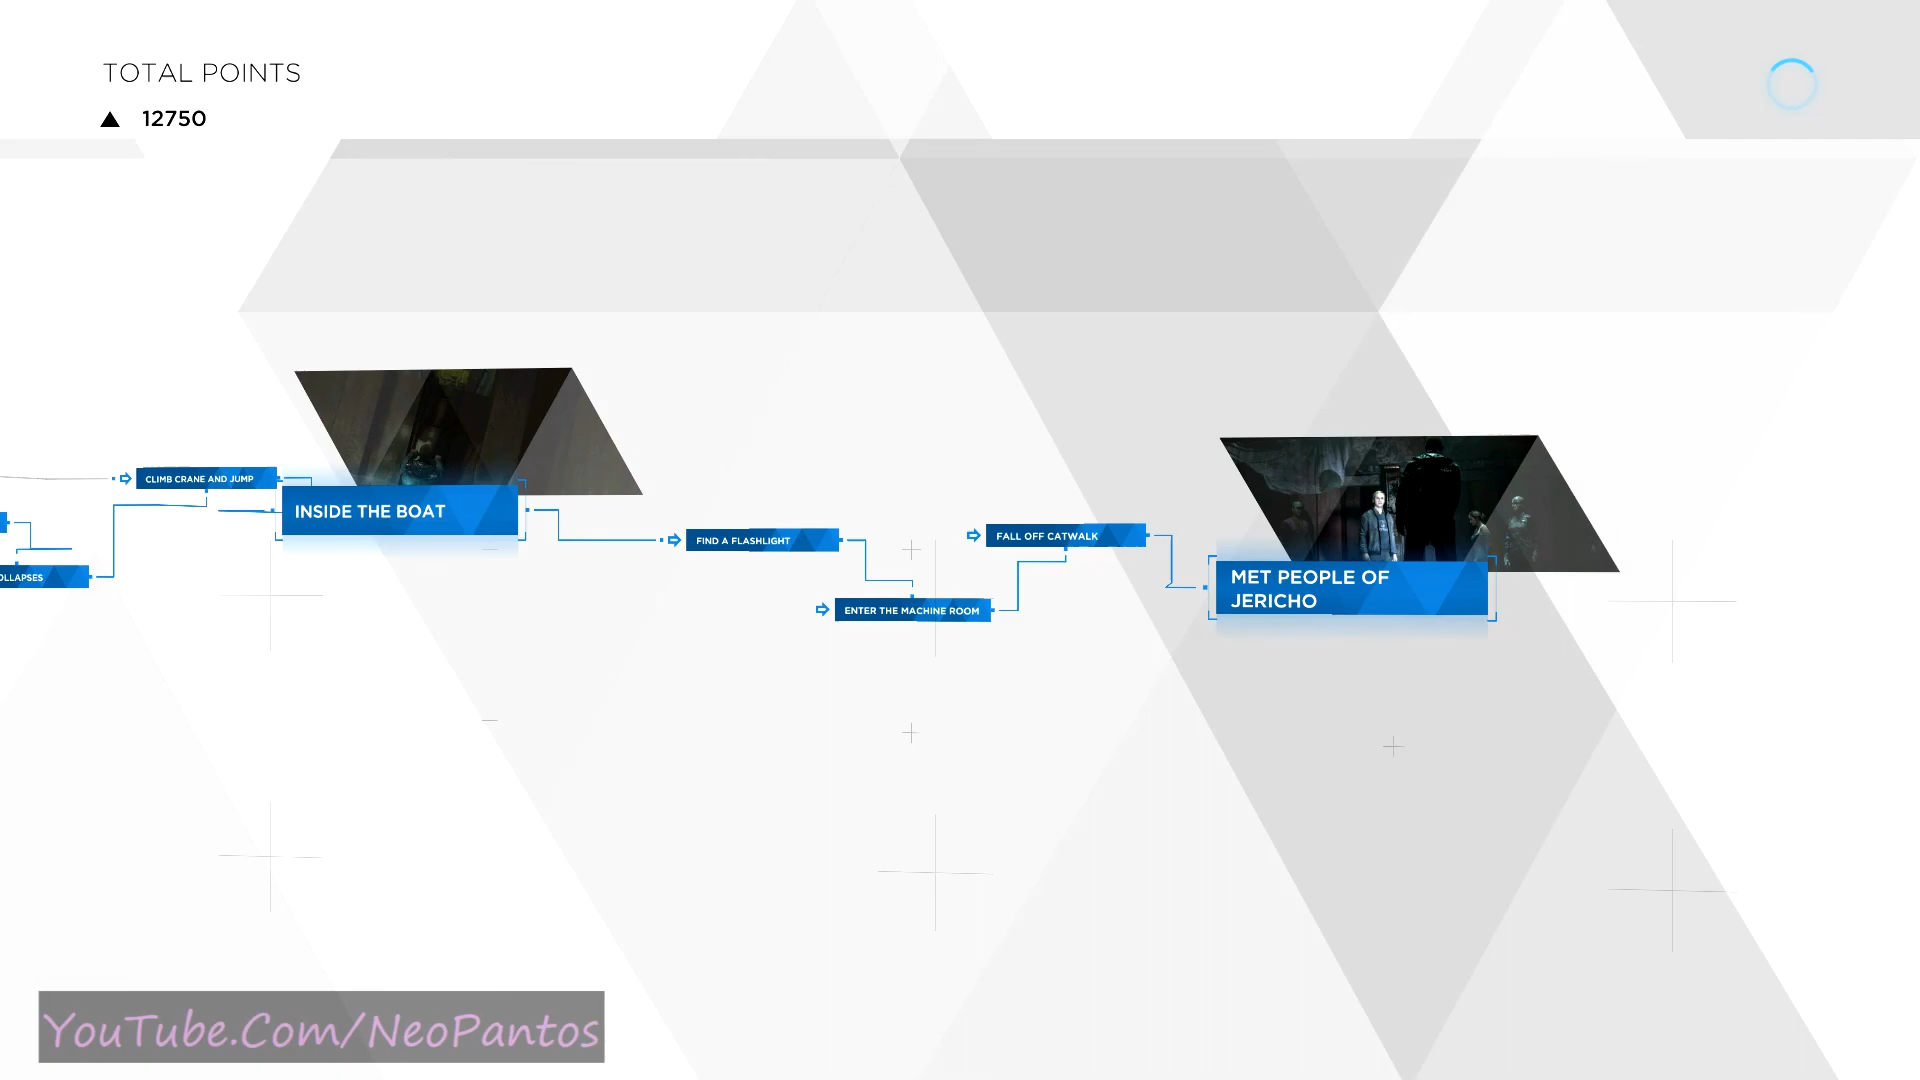 TOTAL POINTS
12750
CLIMB CRANE AND JUMP
INSIDE THE BOAT
OLLAPSES
FIND A FLASHLIGHT
ENTER THE MACHINE ROOM
FALL OFF CATWALK
MET PEOPLE OF
JERICHO
YouTube.Com/NeoPantos